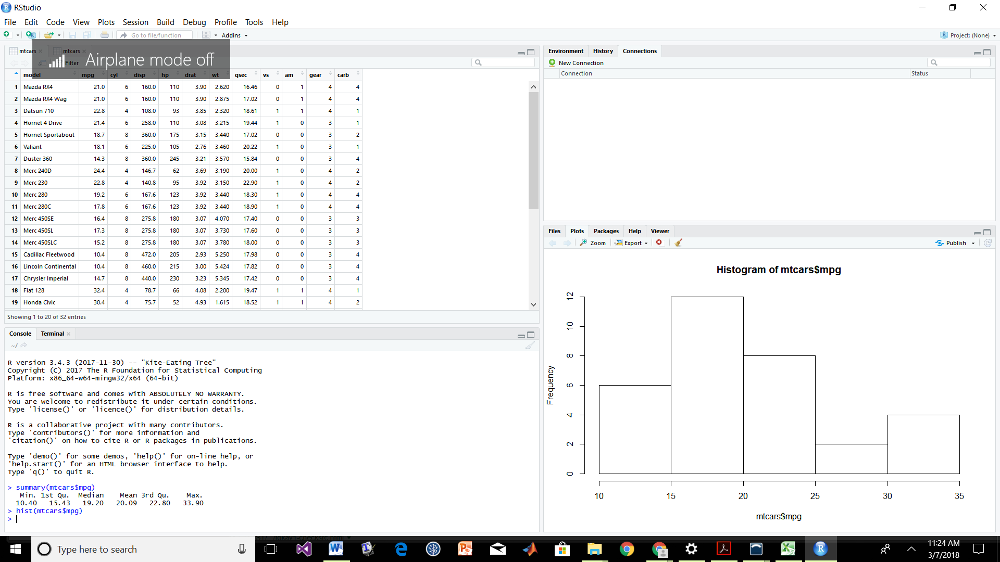 RStudio
File Edit Code View Plots Session Build Debug Profile Tools Help
Go to file/function Addins Project: (None)
mtcars mtcars
Airplane mode off
Filter
model mpg cyl disp hp drat wt qsec vs am gear carb
1 Mazda RX4 21.0 6 160.0 110 3.90 2.620 16.46 0 1 4 4
2 Mazda RX4 Wag 21.0 6 160.0 110 3.90 2.875 17.02 0 1 4 4
3 Datsun 710 22.8 4 108.0 93 3.85 2.320 18.61 1 1 4 1
4 Hornet 4 Drive 21.4 6 258.0 110 3.08 3.215 19.44 1 0 3 1
5 Hornet Sportabout 18.7 8 360.0 175 3.15 3.440 17.02 0 0 3 2
6 Valiant 18.1 6 225.0 105 2.76 3.460 20.22 1 0 3 1
7 Duster 360 14.3 8 360.0 245 3.21 3.570 15.84 0 0 3 4
8 Merc 240D 24.4 4 146.7 62 3.69 3.190 20.00 1 0 4 2
9 Merc 230 22.8 4 140.8 95 3.92 3.150 22.90 1 0 4 2
10 Merc 280 19.2 6 167.6 123 3.92 3.440 18.30 1 0 4 4
11 Merc 280C 17.8 6 167.6 123 3.92 3.440 18.90 1 0 4 4
12 Merc 450SE 16.4 8 275.8 180 3.07 4.070 17.40 0 0 3 3
13 Merc 450SL 17.3 8 275.8 180 3.07 3.730 17.60 0 0 3 3
14 Merc 450SLC 15.2 8 275.8 180 3.07 3.780 18.00 0 0 3 3
15 Cadillac Fleetwood 10.4 8 472.0 205 2.93 5.250 17.98 0 0 3 4
16 Lincoln Continental 10.4 8 460.0 215 3.00 5.424 17.82 0 0 3 4
17 Chrysler Imperial 14.7 8 440.0 230 3.23 5.345 17.42 0 0 3 4
18 Fiat 128 32.4 4 78.7 66 4.08 2.200 19.47 1 1 4 1
19 Honda Civic 30.4 4 75.7 52 4.93 1.615 18.52 1 1 4 2
Showing 1 to 20 of 32 entries
Console Terminal
~/
R version 3.4.3 (2017-11-30) -- "Kite-Eating Tree"
Copyright (C) 2017 The R Foundation for Statistical Computing
Platform: x86_64-w64-mingw32/x64 (64-bit)
R is free software and comes with ABSOLUTELY NO WARRANTY.
You are welcome to redistribute it under certain conditions.
Type 'license()' or 'licence()' for distribution details.
R is a collaborative project with many contributors.
Type 'contributors()' for more information and
'citation()' on how to cite R or R packages in publications.
Type 'demo()' for some demos, 'help()' for on-line help, or
'help.start()' for an HTML browser interface to help.
Type 'q()' to quit R.
> summary(mtcars$mpg)
Min. 1st Qu. Median Mean 3rd Qu. Max.
10.40 15.43 19.20 20.09 22.80 33.90
> hist(mtcars$mpg)
>
Environment History Connections
New Connection
Connection Status
Files Plots Packages Help Viewer
Zoom Export Publish
Histogram of mtcars$mpg
Frequency
12
10
8
6
4
2
0
10 15 20 25 30 35
mtcars$mpg
Type here to search
11:24 AM
3/7/2018